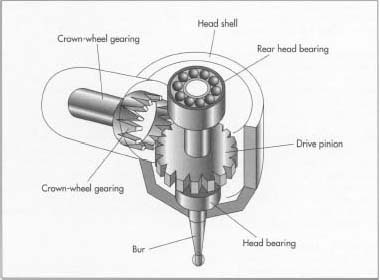 Head shell
Crown-wheel gearing
Rear head bearing
Drive pinion
Crown-wheel gearing
Bur
Head bearing